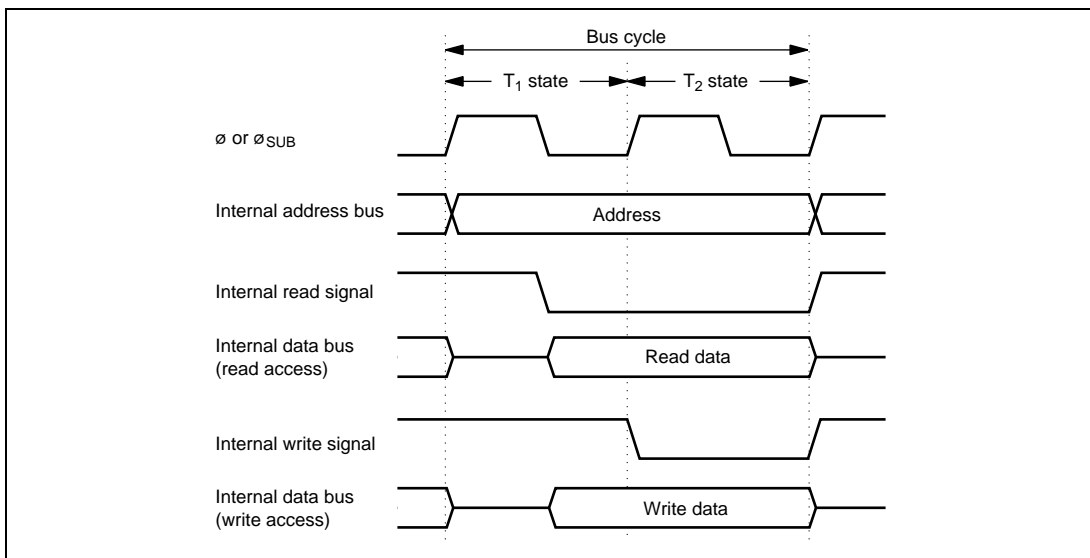 Bus cycle
T₁ state
T₂ state
ø or øSUB
Internal address bus
Address
Internal read signal
Internal data bus
(read access)
Read data
Internal write signal
Internal data bus
(write access)
Write data